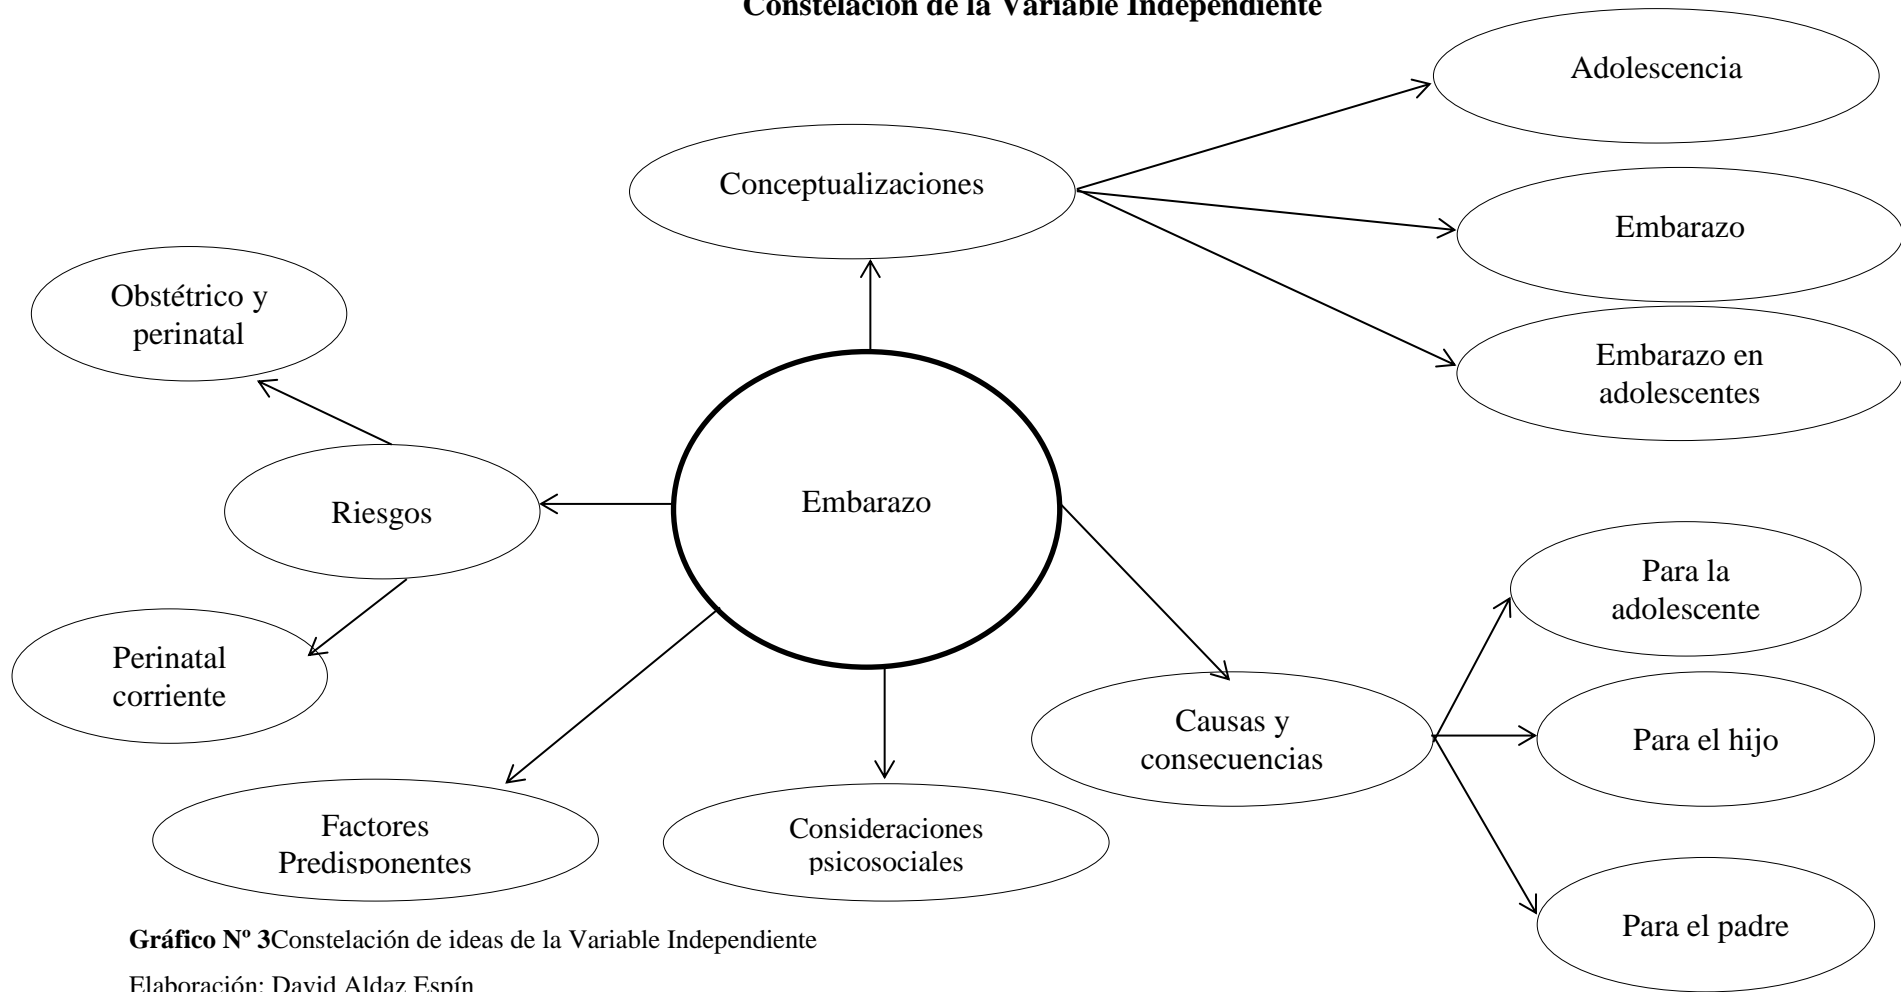 Constelación de la Variable Independiente
Adolescencia
Conceptualizaciones
Embarazo
Obstétrico y
perinatal
Embarazo en
adolescentes
Riesgos
Embarazo
Para la
adolescente
Perinatal
corriente
Causas y
consecuencias
Para el hijo
Factores
Predisponentes
Consideraciones
psicosociales
Para el padre
Gráfico Nº 3Constelación de ideas de la Variable Independiente
Elaboración: David Aldaz Espín